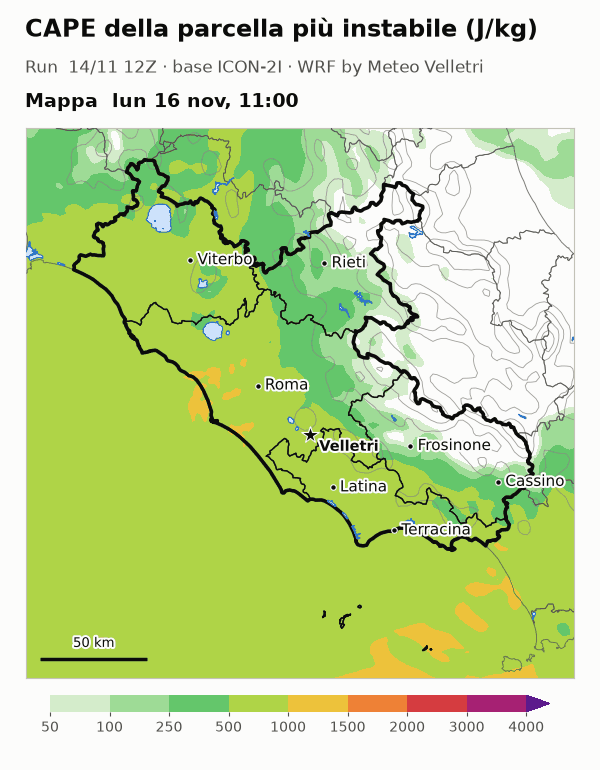 CAPE della parcella più instabile (J/kg)
Run 14/11 12Z · base ICON-2I · WRF by Meteo Velletri
Mappa lun 16 nov, 11:00
Viterbo
Rieti
Roma
Velletri
Frosinone
Latina
Cassino
Terracina
50 km
50 100 250 500 1000 1500 2000 3000 4000